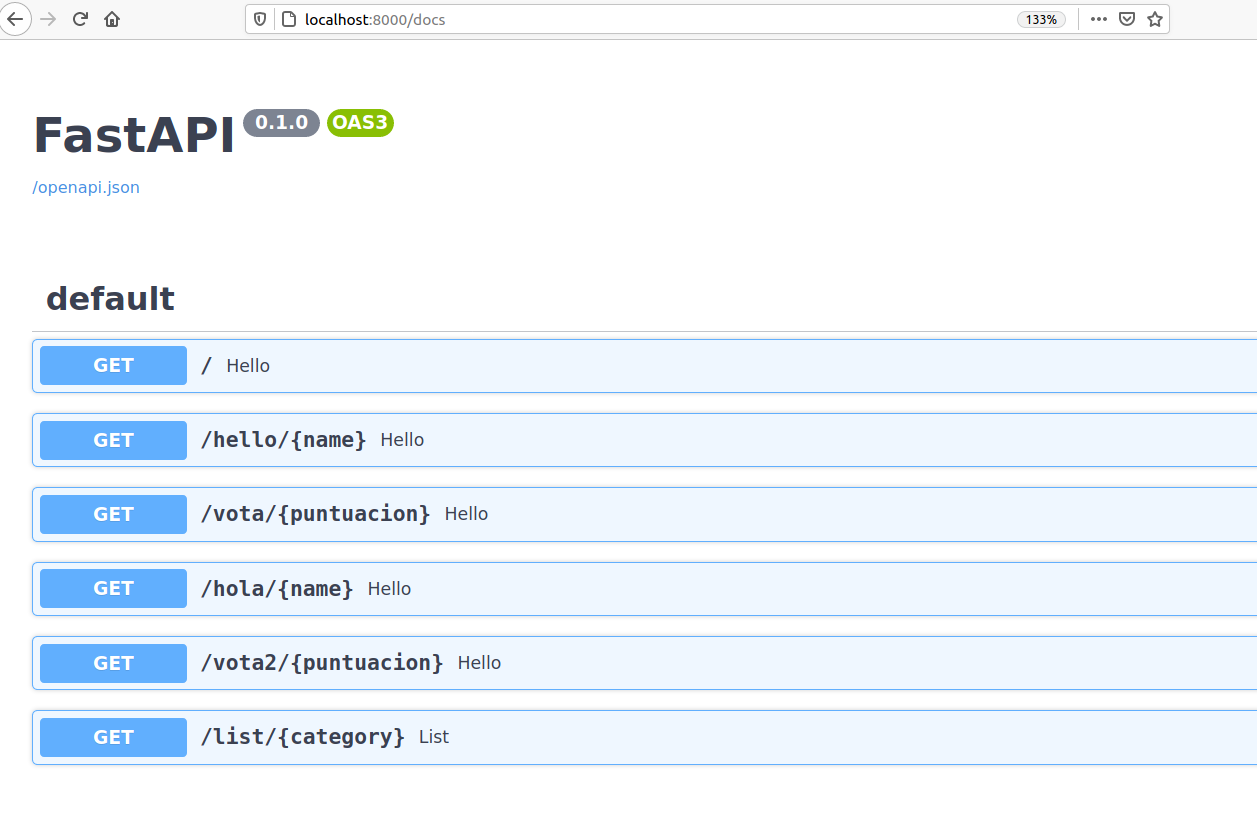 localhost:8000/docs 133%
FastAPI 0.1.0 OAS3
/openapi.json
default
GET / Hello
GET /hello/{name} Hello
GET /vota/{puntuacion} Hello
GET /hola/{name} Hello
GET /vota2/{puntuacion} Hello
GET /list/{category} List